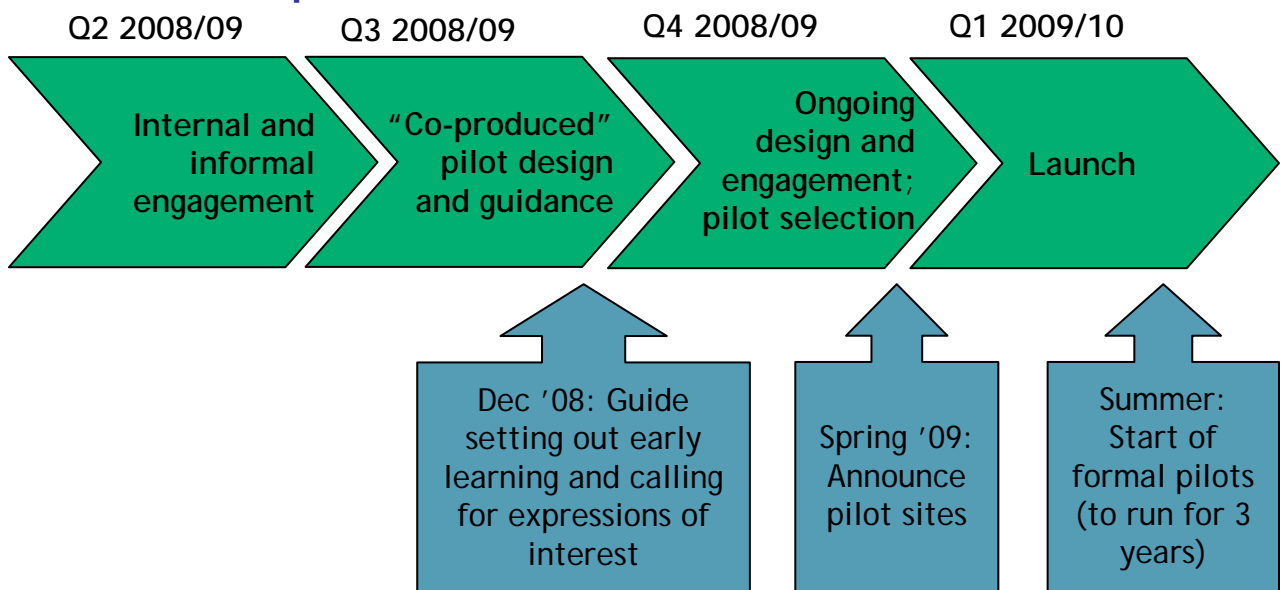 Q2 2008/09
Q3 2008/09
Q4 2008/09
Q1 2009/10
Internal and
informal
engagement
“Co-produced”
pilot design
and guidance
Ongoing
design and
engagement;
pilot selection
Launch
Dec ’08: Guide
setting out early
learning and calling
for expressions of
interest
Spring ’09:
Announce
pilot sites
Summer:
Start of
formal pilots
(to run for 3
years)